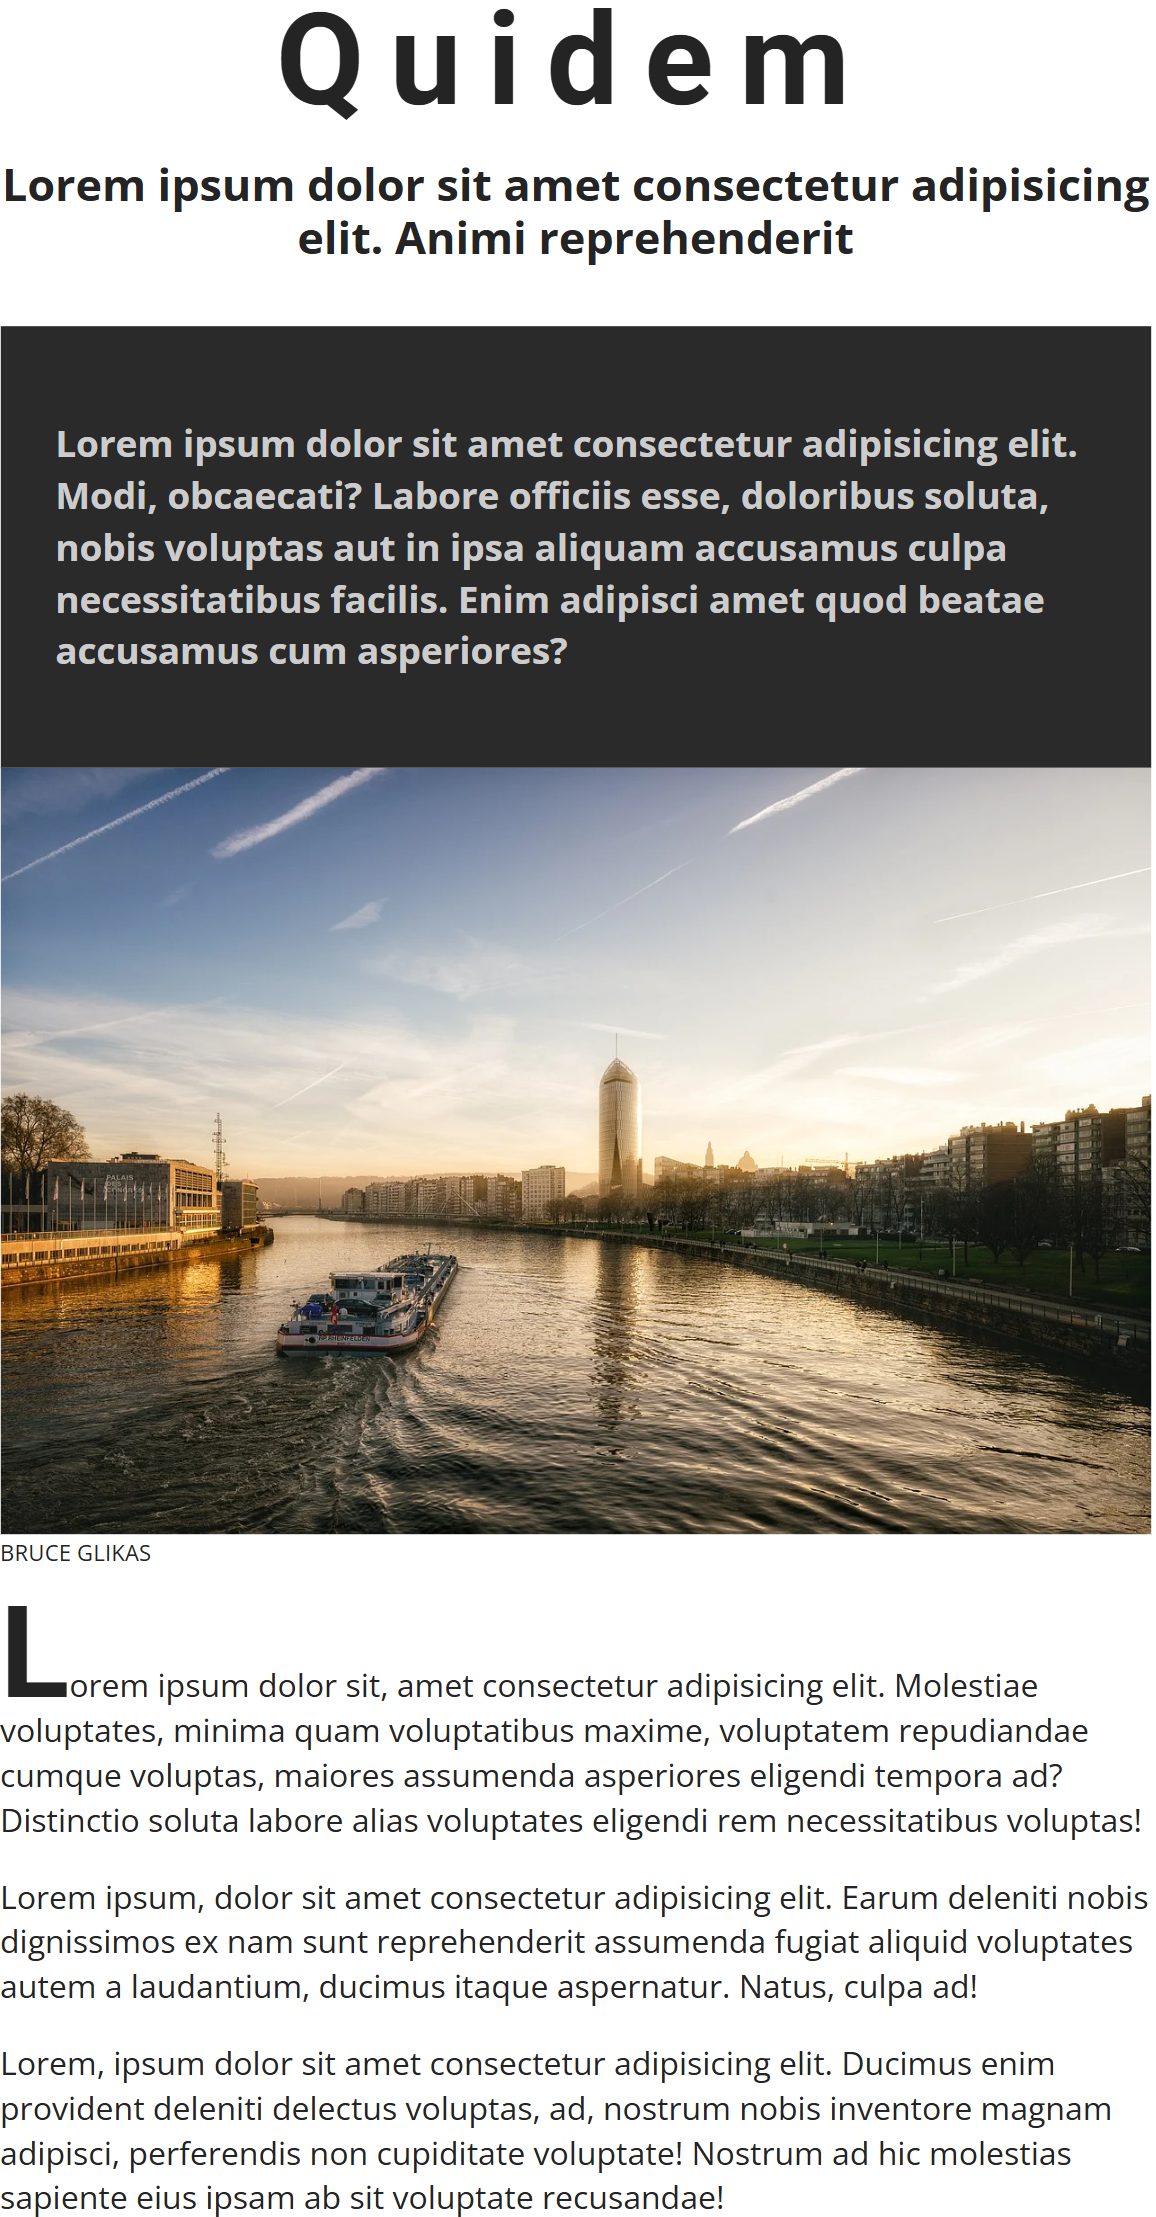 Quidem
Lorem ipsum dolor sit amet consectetur adipisicing
elit. Animi reprehenderit
Lorem ipsum dolor sit amet consectetur adipisicing elit.
Modi, obcaecati? Labore officiis esse, doloribus soluta,
nobis voluptas aut in ipsa aliquam accusamus culpa
necessitatibus facilis. Enim adipisci amet quod beatae
accusamus cum asperiores?
PALAIS
DES
CONGRES
RHEINFELDEN
BRUCE GLIKAS
Lorem ipsum dolor sit, amet consectetur adipisicing elit. Molestiae
voluptates, minima quam voluptatibus maxime, voluptatem repudiandae
cumque voluptas, maiores assumenda asperiores eligendi tempora ad?
Distinctio soluta labore alias voluptates eligendi rem necessitatibus voluptas!
Lorem ipsum, dolor sit amet consectetur adipisicing elit. Earum deleniti nobis
dignissimos ex nam sunt reprehenderit assumenda fugiat aliquid voluptates
autem a laudantium, ducimus itaque aspernatur. Natus, culpa ad!
Lorem, ipsum dolor sit amet consectetur adipisicing elit. Ducimus enim
provident deleniti delectus voluptas, ad, nostrum nobis inventore magnam
adipisci, perferendis non cupiditate voluptate! Nostrum ad hic molestias
sapiente eius ipsam ab sit voluptate recusandae!